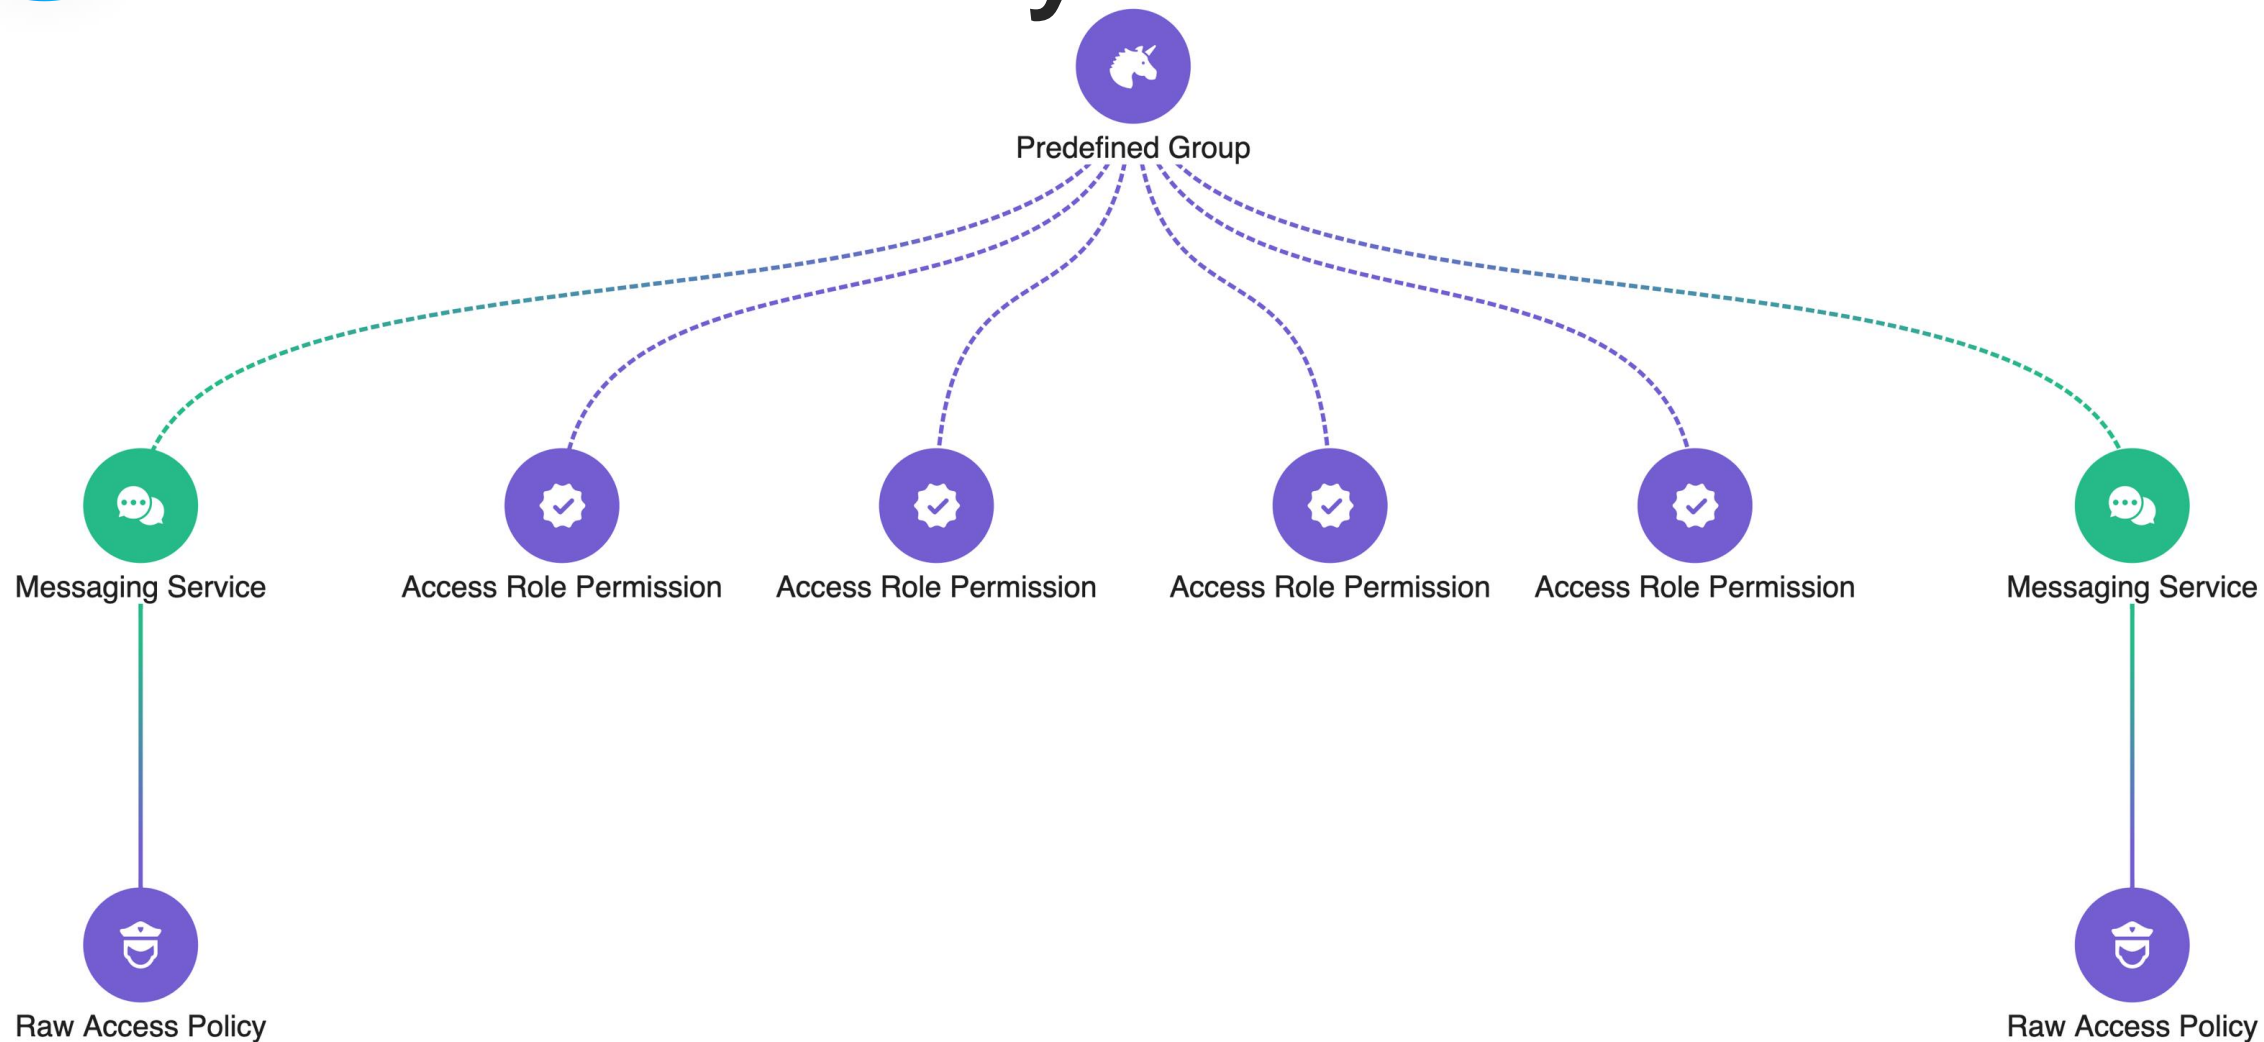 Predefined Group
Messaging Service
Access Role Permission
Access Role Permission
Access Role Permission
Access Role Permission
Messaging Service
Raw Access Policy
Raw Access Policy